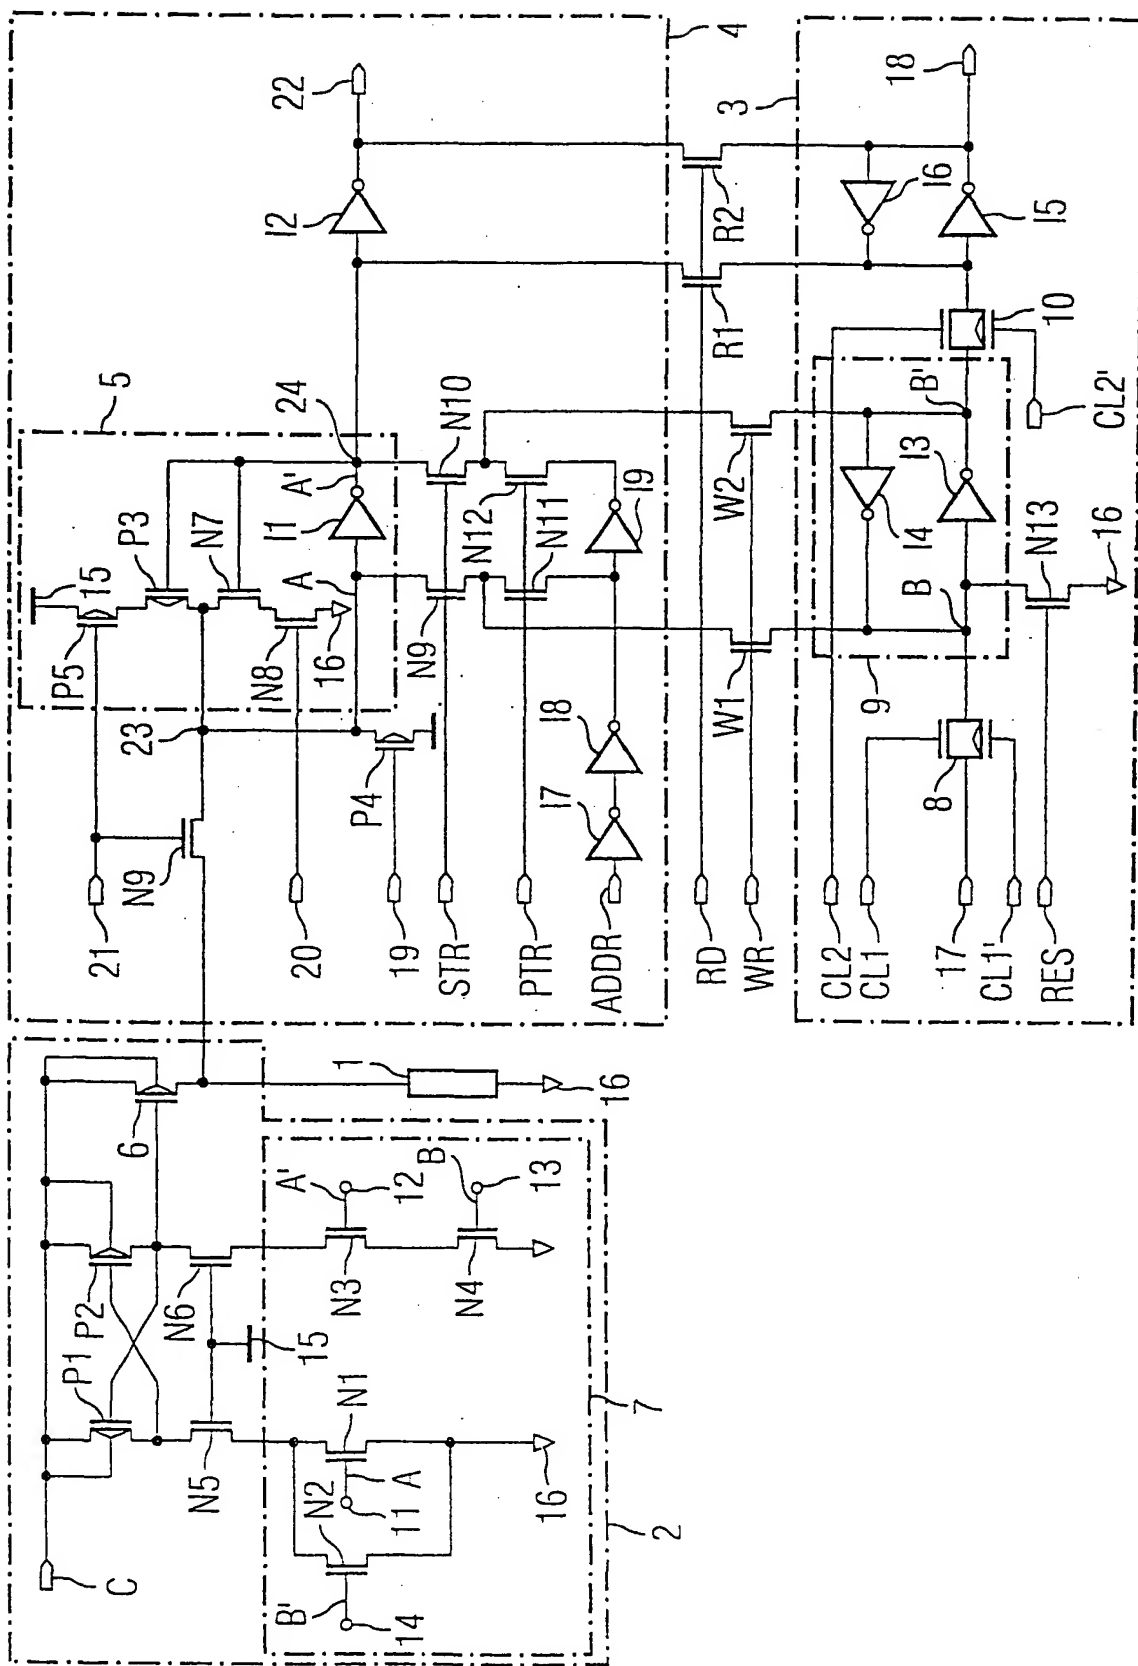 C
P1
P2
6
N5
N6
15
N2
N1
A
11
B'
14
16
N3
A'
12
N4
B
13
7
2
1
16
21
N9
23
20
19
STR
PTR
ADDR
P5
15
P3
5
N7
N8
16
P4
A
I1
A'
24
N9
N10
N12
N11
I7
I8
I9
I2
22
4
RD
WR
W1
W2
R1
R2
3
CL2
CL1
17
CL1'
RES
8
9
B
I4
I3
B'
N13
16
10
CL2'
I6
I5
18